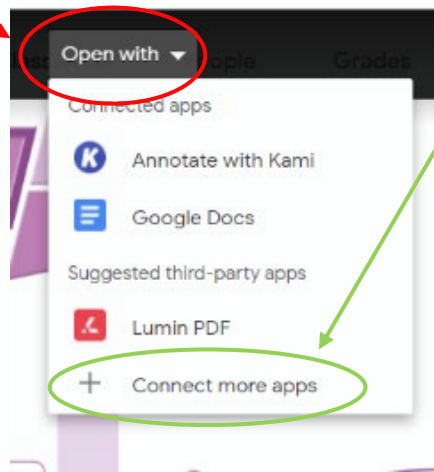 Open with
Grades
Connected apps
Annotate with Kami
Google Docs
Suggested third-party apps
Lumin PDF
+ Connect more apps